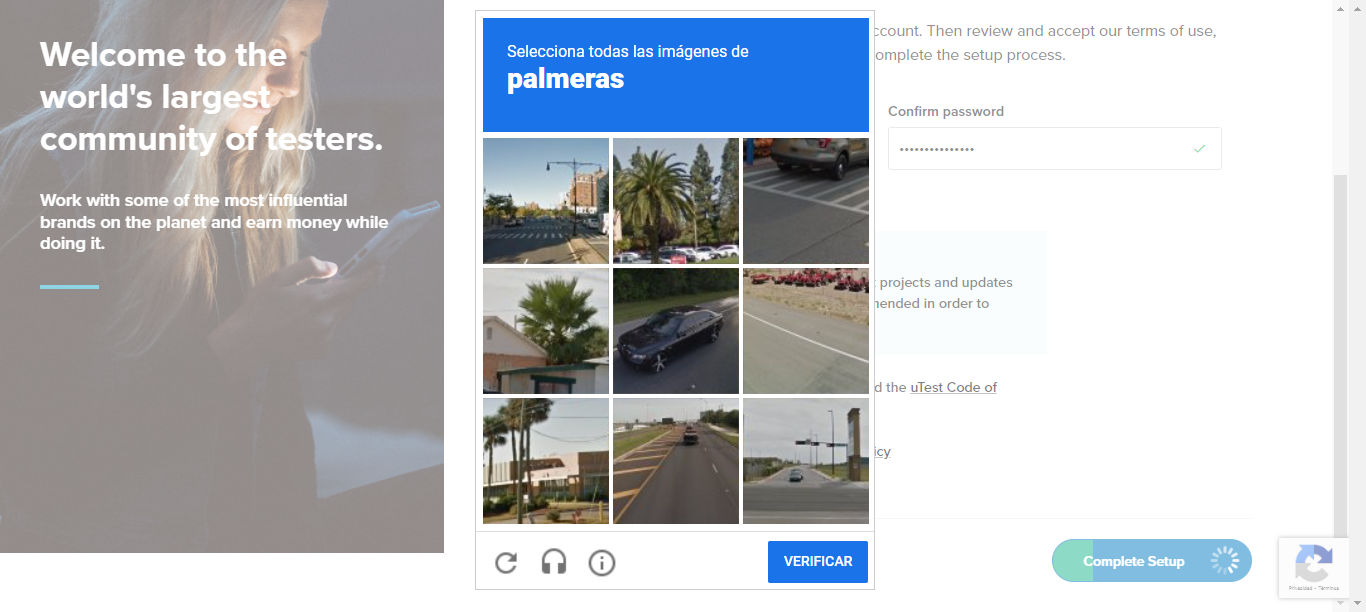 Welcome to the
world's largest
community of testers.
Work with some of the most influential
brands on the planet and earn money while
doing it.
Selecciona todas las imágenes de
palmeras
VERIFICAR
ccount. Then review and accept our terms of use,
omplete the setup process.
Confirm password
projects and updates
nended in order to
d the uTest Code of
icy
Complete Setup
Privacidad - Términos